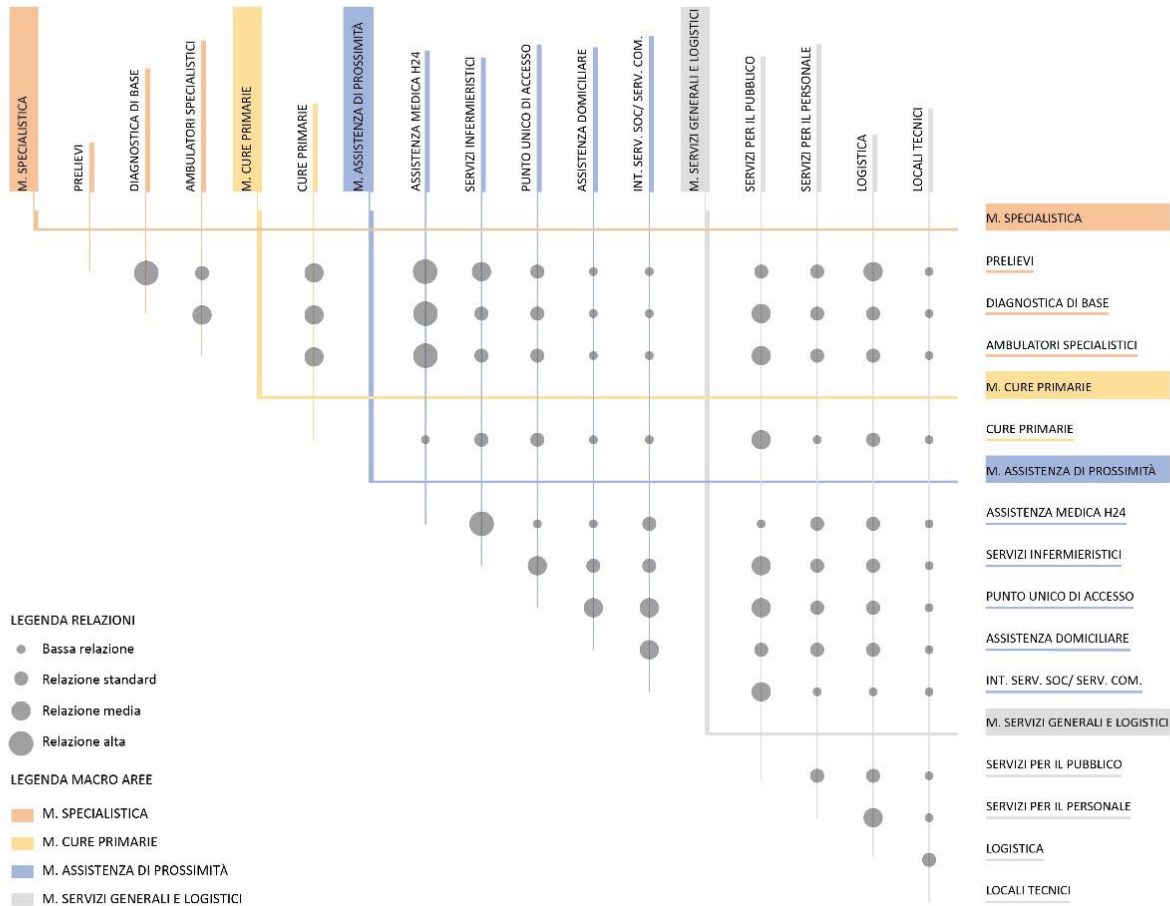 M. SPECIALISTICA
PRELIEVI
DIAGNOSTICA DI BASE
AMBULATORI SPECIALISTICI
M. CURE PRIMARIE
CURE PRIMARIE
M. ASSISTENZA DI PROSSIMITÀ
ASSISTENZA MEDICA H24
SERVIZI INFERMIERISTICI
PUNTO UNICO DI ACCESSO
ASSISTENZA DOMICILIARE
INT. SERV. SOC/ SERV. COM.
M. SERVIZI GENERALI E LOGISTICI
SERVIZI PER IL PUBBLICO
SERVIZI PER IL PERSONALE
LOGISTICA
LOCALI TECNICI
M. SPECIALISTICA
PRELIEVI
DIAGNOSTICA DI BASE
AMBULATORI SPECIALISTICI
M. CURE PRIMARIE
CURE PRIMARIE
M. ASSISTENZA DI PROSSIMITÀ
ASSISTENZA MEDICA H24
SERVIZI INFERMIERISTICI
PUNTO UNICO DI ACCESSO
ASSISTENZA DOMICILIARE
INT. SERV. SOC/ SERV. COM.
M. SERVIZI GENERALI E LOGISTICI
SERVIZI PER IL PUBBLICO
SERVIZI PER IL PERSONALE
LOGISTICA
LOCALI TECNICI
LEGENDA RELAZIONI
Bassa relazione
Relazione standard
Relazione media
Relazione alta
LEGENDA MACRO AREE
M. SPECIALISTICA
M. CURE PRIMARIE
M. ASSISTENZA DI PROSSIMITÀ
M. SERVIZI GENERALI E LOGISTICI